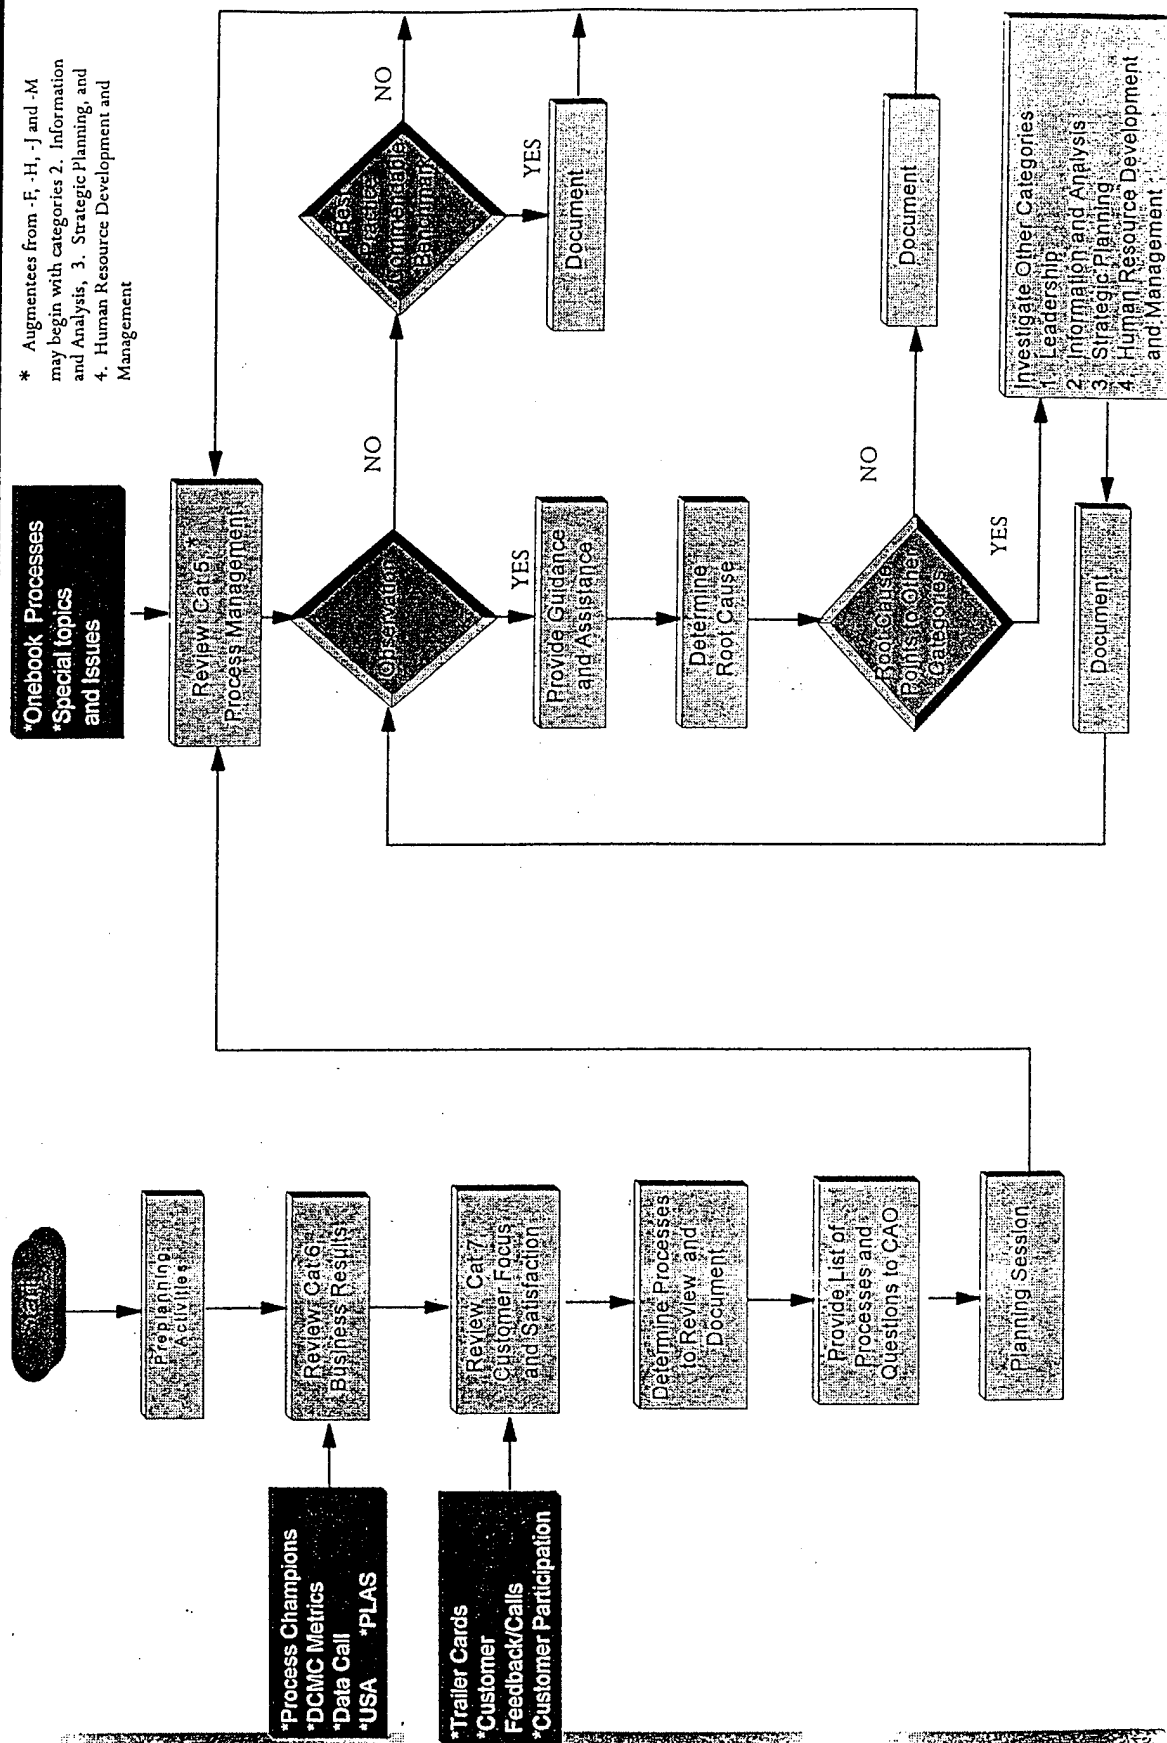 Start
Preplanning
Activities
*Process Champions
*DCMC Metrics
*Data Call
*USA *PLAS
Review Cat 6
Business Results
*Trailer Cards
*Customer
Feedback/Calls
*Customer Participation
Review Cat 7
Customer Focus
and Satisfaction
Determine Processes
to Review and
Document
Provide List of
Processes and
Questions to CAO
Planning Session
*Onebook Processes
*Special topics
and Issues
* Augmentees from -F, -H, -J and -M
may begin with categories 2. Information
and Analysis, 3. Strategic Planning, and
4. Human Resource Development and
Management
Review Cat 5 *
Process Management
Observation
NO
Best
Practice
Commendable
Benchmark
NO
YES
Document
YES
Provide Guidance
and Assistance
Determine
Root Cause
Root Cause
Points to Other
Categories
NO
Document
YES
Investigate Other Categories
1. Leadership
2. Information and Analysis
3. Strategic Planning
4. Human Resource Development
and Management
Document